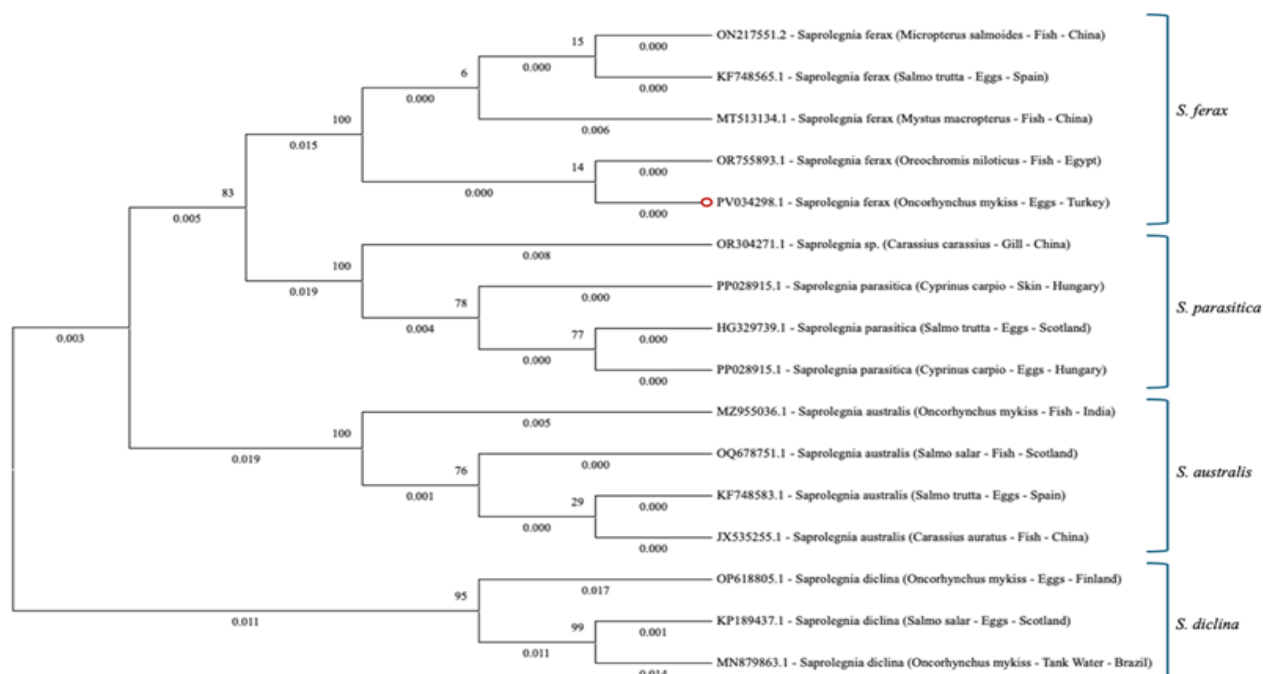 15
ON217551.2 - Saprolegnia ferax (Micropterus salmoides - Fish - China)
0.000
6
0.000
KF748565.1 - Saprolegnia ferax (Salmo trutta - Eggs - Spain)
0.000
0.000
100
MT513134.1 - Saprolegnia ferax (Mystus macropterus - Fish - China)
0.006
S. ferax
0.015
14
OR755893.1 - Saprolegnia ferax (Oreochromis niloticus - Fish - Egypt)
0.000
83
0.000
PV034298.1 - Saprolegnia ferax (Oncorhynchus mykiss - Eggs - Turkey)
0.000
0.005
OR304271.1 - Saprolegnia sp. (Carassius carassius - Gill - China)
0.008
100
0.019
PP028915.1 - Saprolegnia parasitica (Cyprinus carpio - Skin - Hungary)
0.000
78
S. parasitica
0.004
77
HG329739.1 - Saprolegnia parasitica (Salmo trutta - Eggs - Scotland)
0.000
0.003
0.000
PP028915.1 - Saprolegnia parasitica (Cyprinus carpio - Eggs - Hungary)
0.000
MZ955036.1 - Saprolegnia australis (Oncorhynchus mykiss - Fish - India)
0.005
100
0.019
OQ678751.1 - Saprolegnia australis (Salmo salar - Fish - Scotland)
0.000
76
S. australis
0.001
29
KF748583.1 - Saprolegnia australis (Salmo trutta - Eggs - Spain)
0.000
0.000
JX535255.1 - Saprolegnia australis (Carassius auratus - Fish - China)
0.000
OP618805.1 - Saprolegnia diclina (Oncorhynchus mykiss - Eggs - Finland)
0.017
95
0.011
99
KP189437.1 - Saprolegnia diclina (Salmo salar - Eggs - Scotland)
0.001
S. diclina
0.011
MN879863.1 - Saprolegnia diclina (Oncorhynchus mykiss - Tank Water - Brazil)